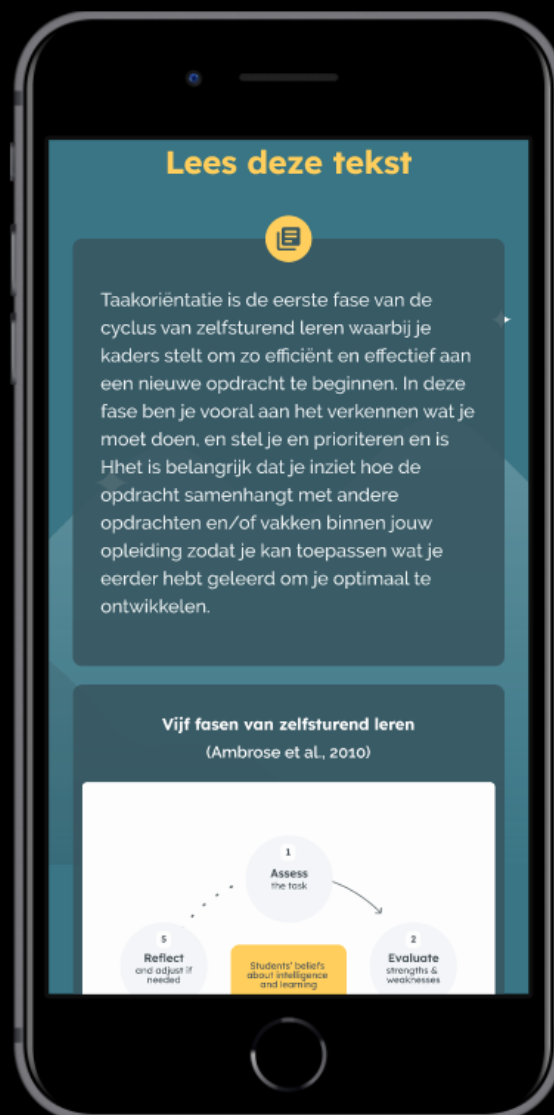 Lees deze tekst
Taakoriëntatie is de eerste fase van de
cyclus van zelfsturend leren waarbij je
kaders stelt om zo efficiënt en effectief aan
een nieuwe opdracht te beginnen. In deze
fase ben je vooral aan het verkennen wat je
moet doen, en stel je en prioriteren en is
Hhet is belangrijk dat je inziet hoe de
opdracht samenhangt met andere
opdrachten en/of vakken binnen jouw
opleiding zodat je kan toepassen wat je
eerder hebt geleerd om je optimaal te
ontwikkelen.
Vijf fasen van zelfsturend leren
(Ambrose et al., 2010)
1
Assess
the task
5
Reflect
and adjust if
needed
Students' beliefs
about intelligence
and learning
2
Evaluate
strengths &
weaknesses